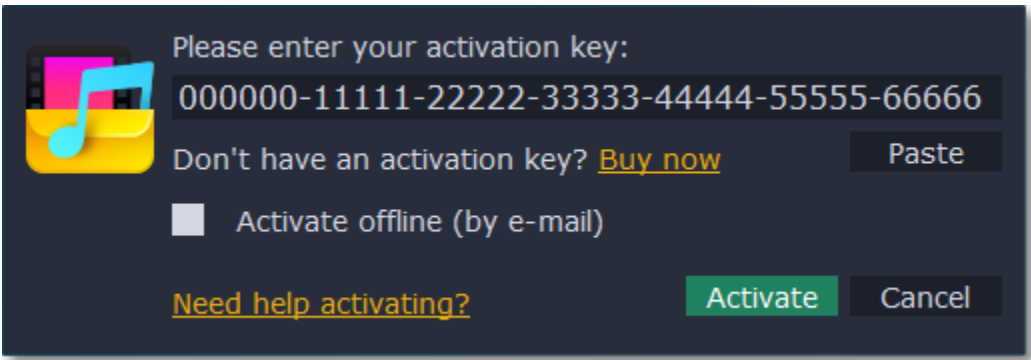 Please enter your activation key:
000000-11111-22222-33333-44444-55555-66666
Don't have an activation key? Buy now
Paste
Activate offline (by e-mail)
Need help activating?
Activate
Cancel